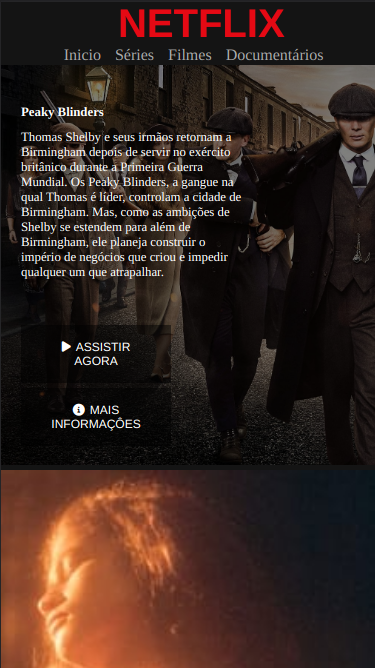 NETFLIX
Inicio Séries Filmes Documentários
Peaky Blinders
Thomas Shelby e seus irmãos retornam a
Birmingham depois de servir no exército
britânico durante a Primeira Guerra
Mundial. Os Peaky Blinders, a gangue na
qual Thomas é líder, controlam a cidade de
Birmingham. Mas, como as ambições de
Shelby se estendem para além de
Birmingham, ele planeja construir o
império de negócios que criou e impedir
qualquer um que atrapalhar.
ASSISTIR
AGORA
MAIS
INFORMAÇÕES